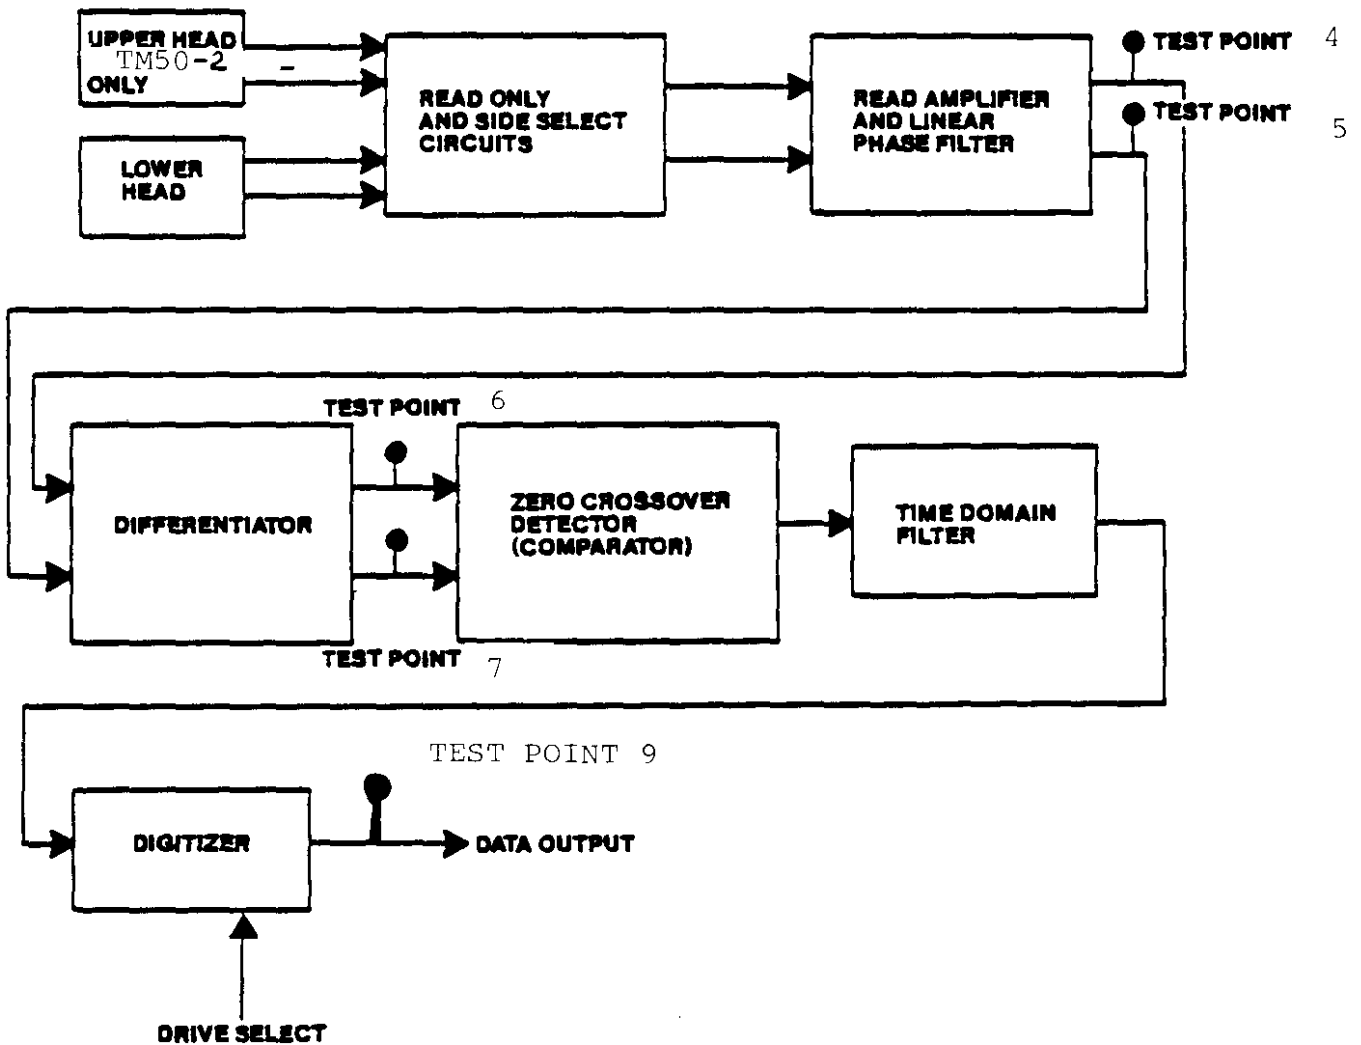 UPPER HEAD
TM50-2 -
ONLY
LOWER
HEAD
READ ONLY
AND SIDE SELECT
CIRCUITS
READ AMPLIFIER
AND LINEAR
PHASE FILTER
TEST POINT 4
TEST POINT 5
TEST POINT 6
DIFFERENTIATOR
ZERO CROSSOVER
DETECTOR
(COMPARATOR)
TIME DOMAIN
FILTER
TEST POINT 7
TEST POINT 9
DIGITIZER
DATA OUTPUT
DRIVE SELECT